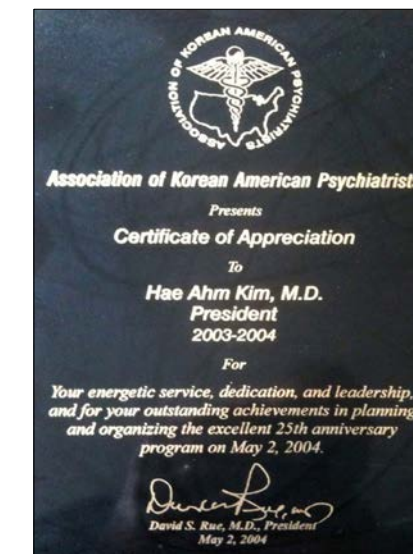 ASSOCIATION OF KOREAN AMERICAN PSYCHIATRISTS
Association of Korean American Psychiatrist
Presents
Certificate of Appreciation
To
Hae Ahm Kim, M.D.
President
2003-2004
For
Your energetic service, dedication, and leadership,
and for your outstanding achievements in planning
and organizing the excellent 25th anniversary
program on May 2, 2004.
David S. Rue, M.D., President
May 2, 2004